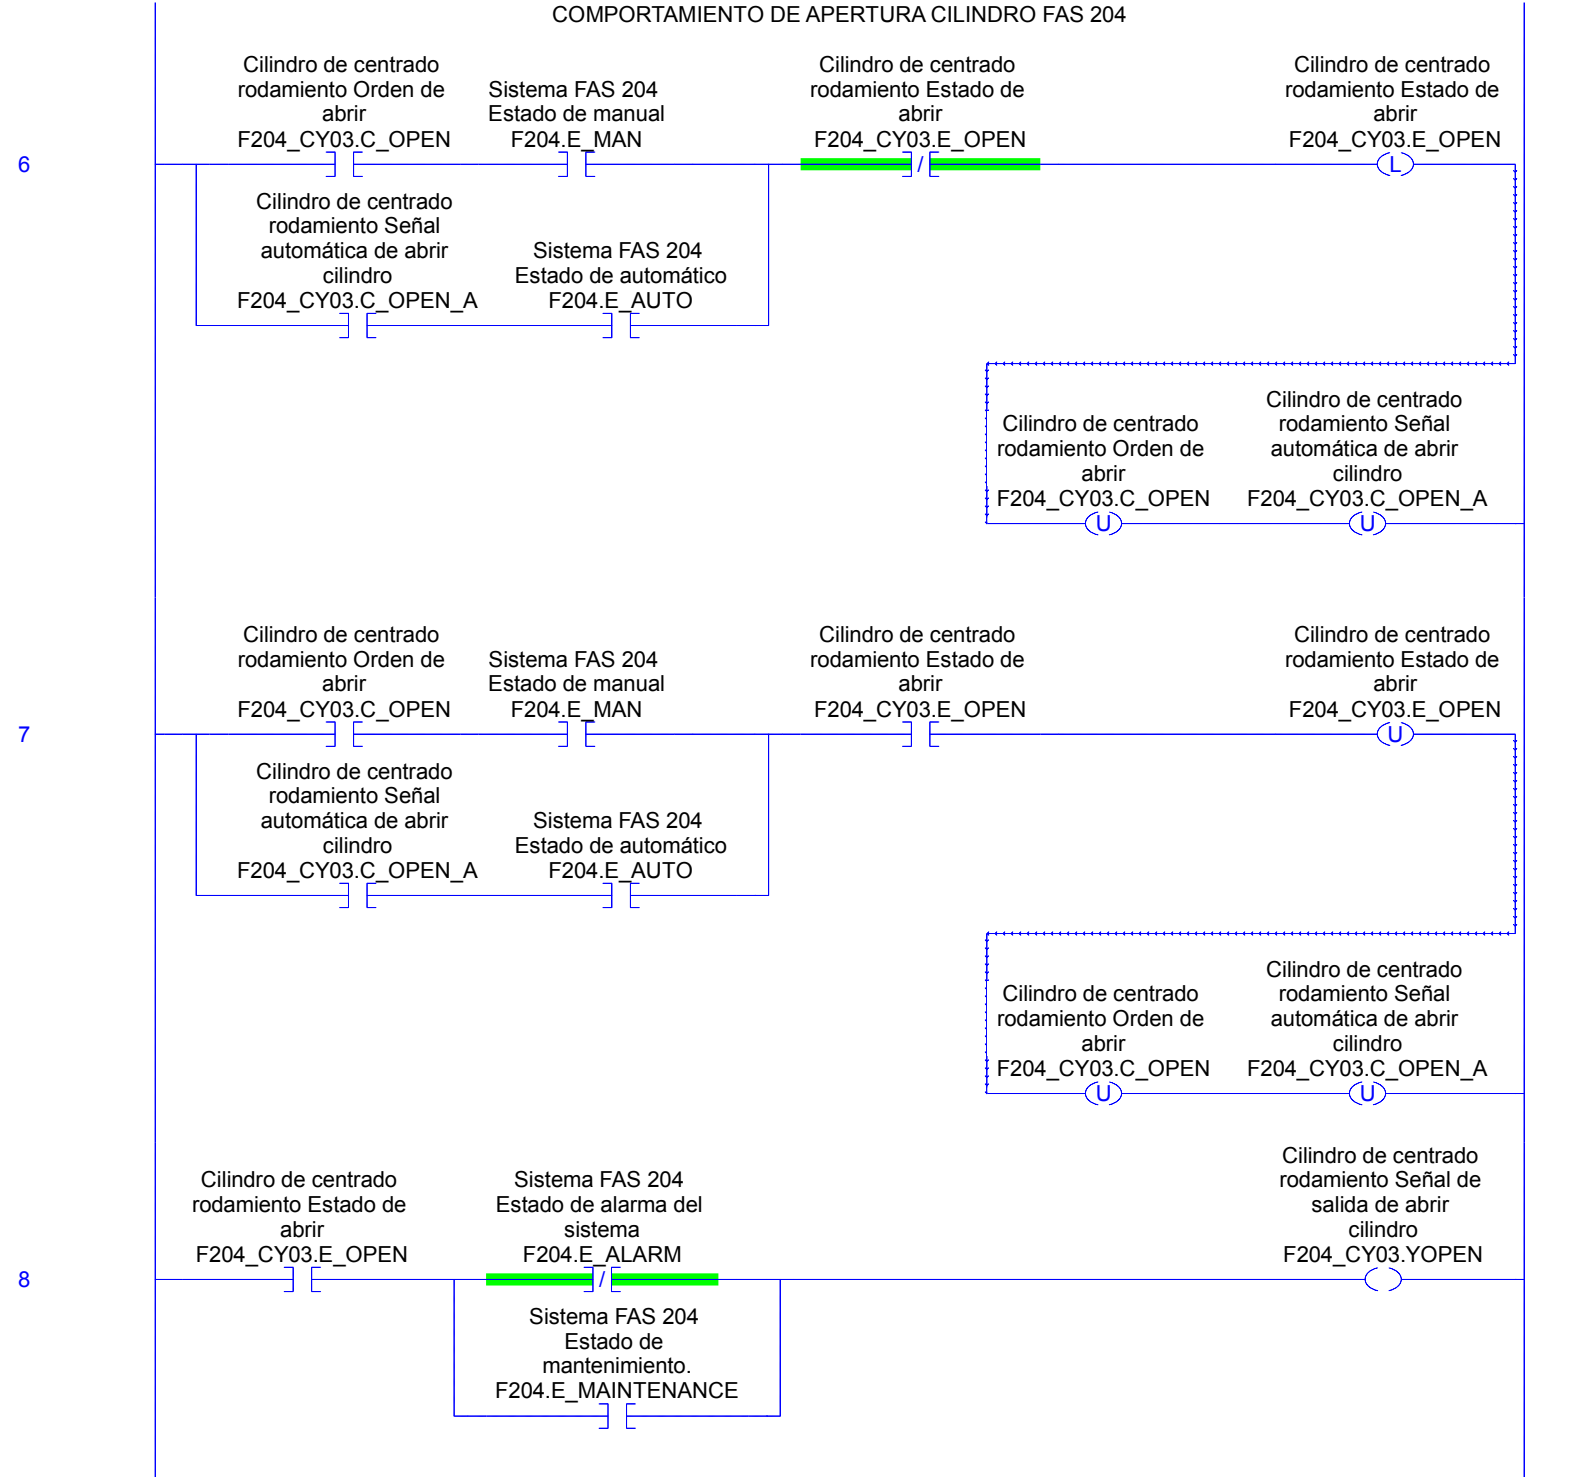 COMPORTAMIENTO DE APERTURA CILINDRO FAS 204
6
Cilindro de centrado
rodamiento Orden de
abrir
F204_CY03.C_OPEN
Sistema FAS 204
Estado de manual
F204.E_MAN
Cilindro de centrado
rodamiento Estado de
abrir
F204_CY03.E_OPEN
/
Cilindro de centrado
rodamiento Estado de
abrir
F204_CY03.E_OPEN
L
Cilindro de centrado
rodamiento Señal
automática de abrir
cilindro
F204_CY03.C_OPEN_A
Sistema FAS 204
Estado de automático
F204.E_AUTO
Cilindro de centrado
rodamiento Orden de
abrir
F204_CY03.C_OPEN
U
Cilindro de centrado
rodamiento Señal
automática de abrir
cilindro
F204_CY03.C_OPEN_A
U
7
Cilindro de centrado
rodamiento Orden de
abrir
F204_CY03.C_OPEN
Sistema FAS 204
Estado de manual
F204.E_MAN
Cilindro de centrado
rodamiento Estado de
abrir
F204_CY03.E_OPEN
Cilindro de centrado
rodamiento Estado de
abrir
F204_CY03.E_OPEN
U
Cilindro de centrado
rodamiento Señal
automática de abrir
cilindro
F204_CY03.C_OPEN_A
Sistema FAS 204
Estado de automático
F204.E_AUTO
Cilindro de centrado
rodamiento Orden de
abrir
F204_CY03.C_OPEN
U
Cilindro de centrado
rodamiento Señal
automática de abrir
cilindro
F204_CY03.C_OPEN_A
U
8
Cilindro de centrado
rodamiento Estado de
abrir
F204_CY03.E_OPEN
Sistema FAS 204
Estado de alarma del
sistema
F204.E_ALARM
/
Cilindro de centrado
rodamiento Señal de
salida de abrir
cilindro
F204_CY03.YOPEN
Sistema FAS 204
Estado de
mantenimiento.
F204.E_MAINTENANCE